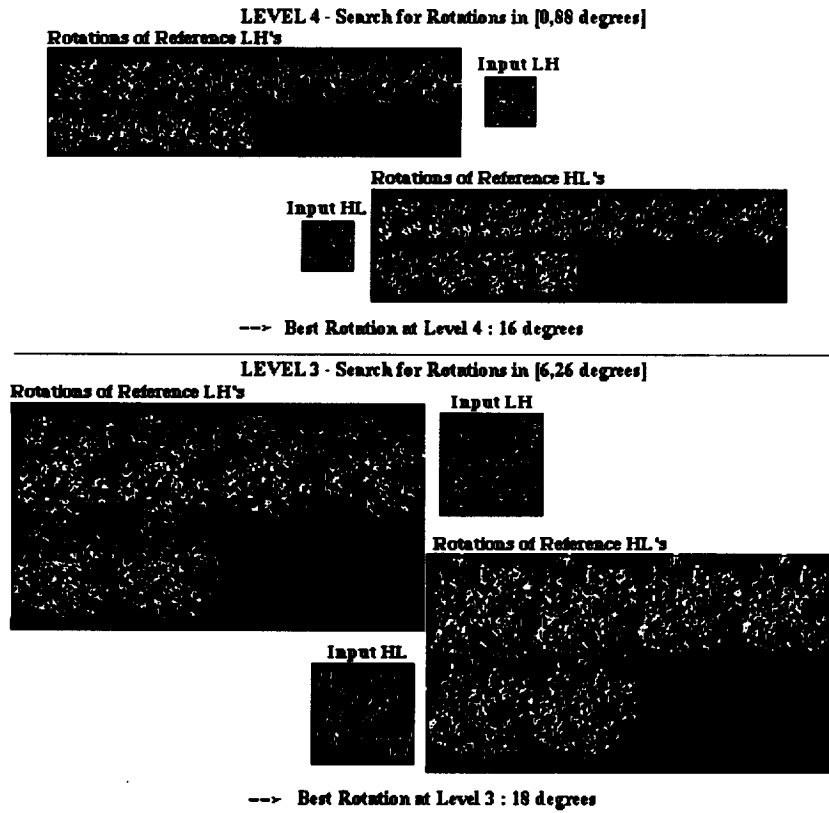 LEVEL 4 - Search for Rotations in [0,88 degrees]
Rotations of Reference LH's
Input LH
Rotations of Reference HL's
Input HL
--> Best Rotation at Level 4 : 16 degrees
LEVEL 3 - Search for Rotations in [6,26 degrees]
Rotations of Reference LH's
Input LH
Rotations of Reference HL's
Input HL
--> Best Rotation at Level 3 : 18 degrees